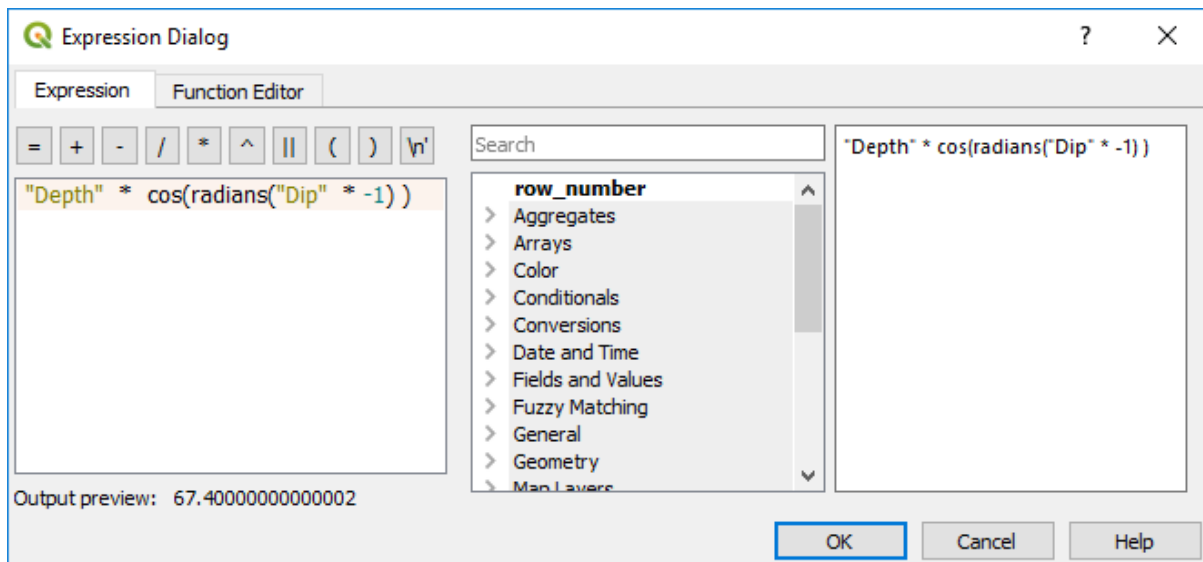 Expression Dialog ? ×
Expression Function Editor
= + - / * ^ || ( ) \n'
"Depth" * cos(radians("Dip" * -1) )
Output preview: 67.40000000000002
Search
row_number
Aggregates
Arrays
Color
Conditionals
Conversions
Date and Time
Fields and Values
Fuzzy Matching
General
Geometry
Map Layers
"Depth" * cos(radians("Dip" * -1) )
OK Cancel Help